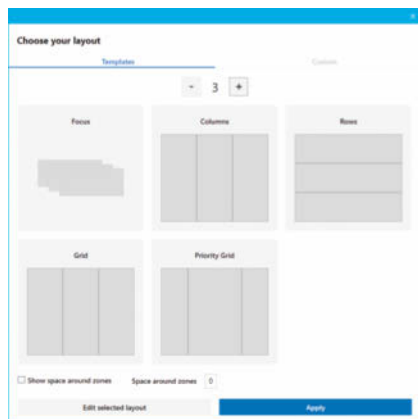 Choose your layout
Templates Custom
- 3 +
Focus Columns Rows
Grid Priority Grid
Show space around zones Space around zones 0
Edit selected layout Apply